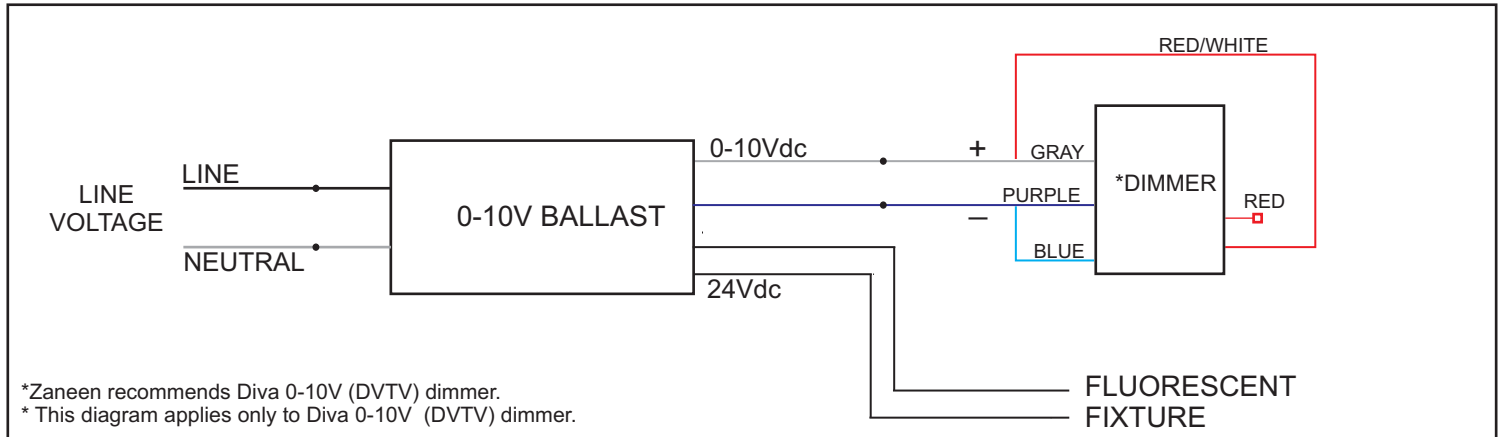 RED/WHITE
0-10Vdc
+
GRAY
LINE
LINE
VOLTAGE
0-10V BALLAST
*DIMMER
PURPLE
–
RED
NEUTRAL
BLUE
24Vdc
FLUORESCENT
FIXTURE
*Zaneen recommends Diva 0-10V (DVTV) dimmer.
* This diagram applies only to Diva 0-10V (DVTV) dimmer.